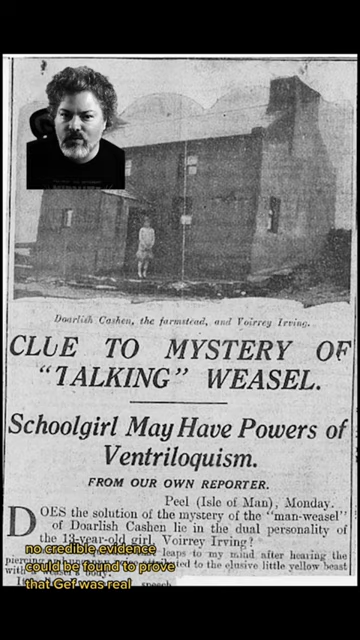 Doarlish Cashen, the farmstead, and Voirrey Irving.
CLUE TO MYSTERY OF
"TALKING" WEASEL.
Schoolgirl May Have Powers of
Ventriloquism.
FROM OUR OWN REPORTER.
Peel (Isle of Man), Monday.
DOES the solution of the mystery of the "man-weasel"
of Doarlish Cashen lie in the dual personality of
the 13-year-old girl, Voirrey Irving?
leaps to my mind after hearing the
to the elusive little yellow beast
with a weasel's body.
speech
no credible evidence
could be found to prove
that Gef was real